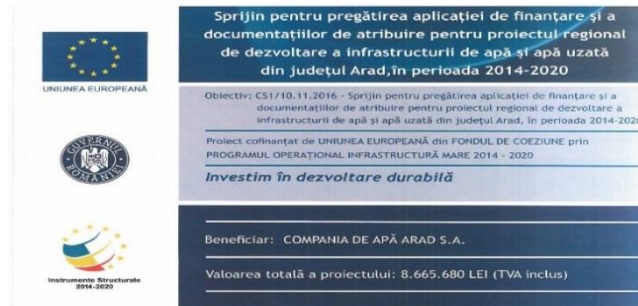 Sprijin pentru pregătirea aplicației de finanțare și a
documentațiilor de atribuire pentru proiectul regional
de dezvoltare a infrastructurii de apă și apă uzată
din județul Arad,în perioada 2014-2020
UNIUNEA EUROPEANĂ
Obiectiv: CS1/10.11.2016 - Sprijin pentru pregătirea aplicației de finanțare și a
documentațiilor de atribuire pentru proiectul regional de dezvoltare a
infrastructurii de apă și apă uzată din județul Arad, în perioada 2014-2020
GUVERNUL
ROMÂNIEI
Proiect cofinanțat de UNIUNEA EUROPEANĂ din FONDUL DE COEZIUNE prin
PROGRAMUL OPERAȚIONAL INFRASTRUCTURĂ MARE 2014 - 2020
Investim în dezvoltare durabilă
Beneficiar: COMPANIA DE APĂ ARAD S.A.
Valoarea totală a proiectului: 8.665.680 LEI (TVA inclus)
Instrumente Structurale
2014-2020